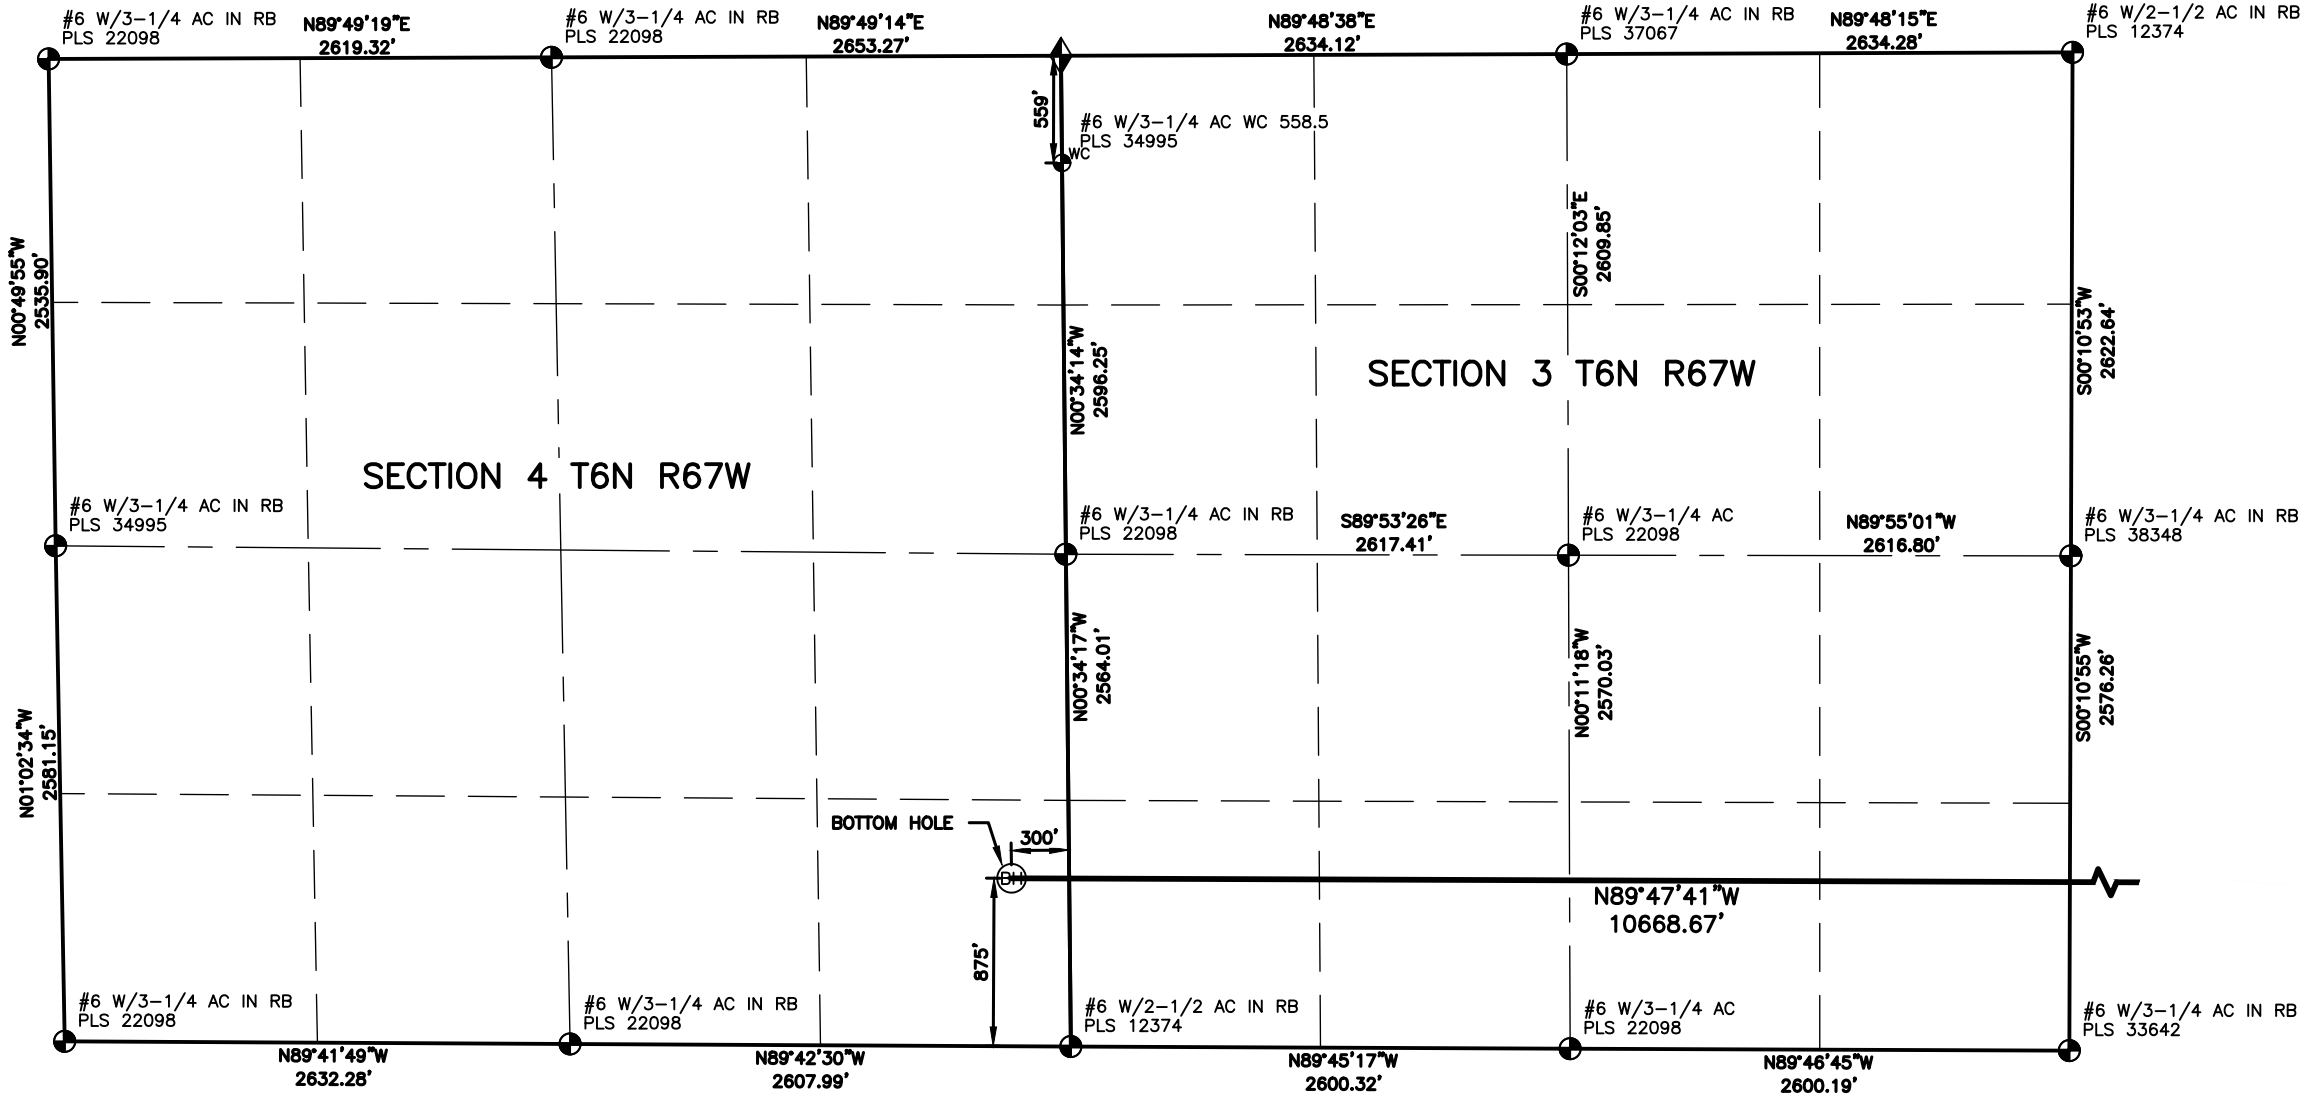 #6 W/3-1/4 AC IN RB
PLS 22098
N89°49'19"E
2619.32'
#6 W/3-1/4 AC IN RB
PLS 22098
N89°49'14"E
2653.27'
N89°48'38"E
2634.12'
#6 W/3-1/4 AC IN RB
PLS 37067
N89°48'15"E
2634.28'
#6 W/2-1/2 AC IN RB
PLS 12374
559'
#6 W/3-1/4 AC WC 558.5
PLS 34995
WC
N00°49'55"W
2535.90'
S00°12'03"E
2609.85'
N00°34'14"W
2596.25'
S00°10'53"W
2622.64'
SECTION 3 T6N R67W
SECTION 4 T6N R67W
#6 W/3-1/4 AC IN RB
PLS 34995
#6 W/3-1/4 AC IN RB
PLS 22098
S89°53'26"E
2617.41'
#6 W/3-1/4 AC
PLS 22098
N89°55'01"W
2616.80'
#6 W/3-1/4 AC IN RB
PLS 38348
N01°02'34"W
2581.15'
N00°34'17"W
2564.01'
N00°11'18"W
2570.03'
S00°10'55"W
2576.26'
BOTTOM HOLE
300'
BH
N89°47'41"W
10668.67'
875'
#6 W/3-1/4 AC IN RB
PLS 22098
#6 W/3-1/4 AC IN RB
PLS 22098
#6 W/2-1/2 AC IN RB
PLS 12374
#6 W/3-1/4 AC
PLS 22098
#6 W/3-1/4 AC IN RB
PLS 33642
N89°41'49"W
2632.28'
N89°42'30"W
2607.99'
N89°45'17"W
2600.32'
N89°46'45"W
2600.19'